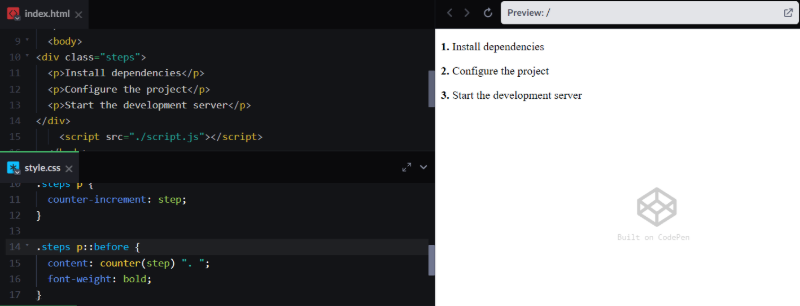 index.html
Preview: /
9 <body>
10 <div class="steps">
11 <p>Install dependencies</p>
12 <p>Configure the project</p>
13 <p>Start the development server</p>
14 </div>
15 <script src="./script.js"></script>
style.css
10 .steps p {
11 counter-increment: step;
12 }
13
14 .steps p::before {
15 content: counter(step) ". ";
16 font-weight: bold;
17 }
1. Install dependencies
2. Configure the project
3. Start the development server
Built on CodePen